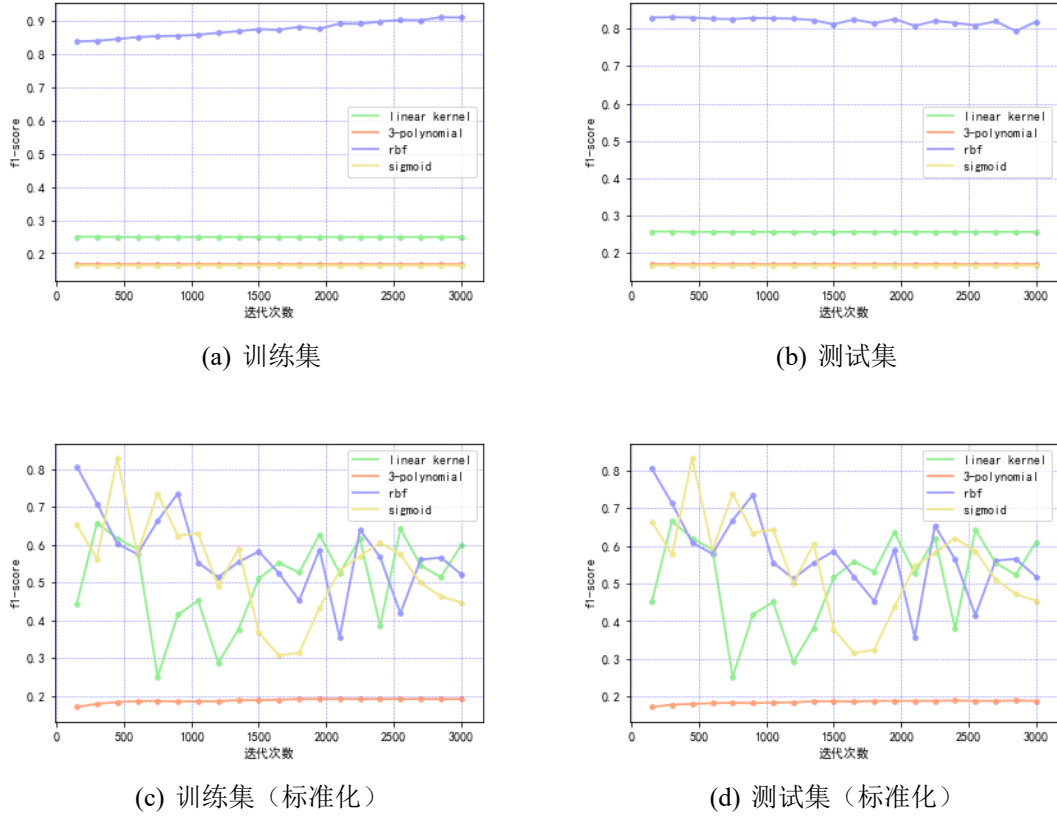 0.9
0.8
0.7
0.6
0.5
0.4
0.3
0.2
f1-score
linear kernel
3-polynomial
rbf
sigmoid
0 500 1000 1500 2000 2500 3000
迭代次数
(a) 训练集
0.8
0.7
0.6
0.5
0.4
0.3
0.2
f1-score
linear kernel
3-polynomial
rbf
sigmoid
0 500 1000 1500 2000 2500 3000
迭代次数
(b) 测试集
0.8
0.7
0.6
0.5
0.4
0.3
0.2
f1-score
linear kernel
3-polynomial
rbf
sigmoid
0 500 1000 1500 2000 2500 3000
迭代次数
(c) 训练集（标准化）
0.8
0.7
0.6
0.5
0.4
0.3
0.2
f1-score
linear kernel
3-polynomial
rbf
sigmoid
0 500 1000 1500 2000 2500 3000
迭代次数
(d) 测试集（标准化）